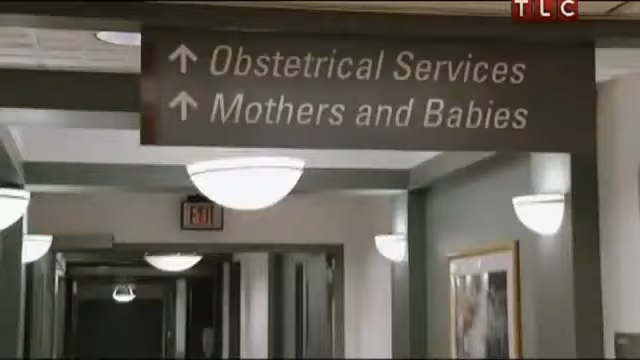 TLC
↑ Obstetrical Services
↑ Mothers and Babies
EXIT